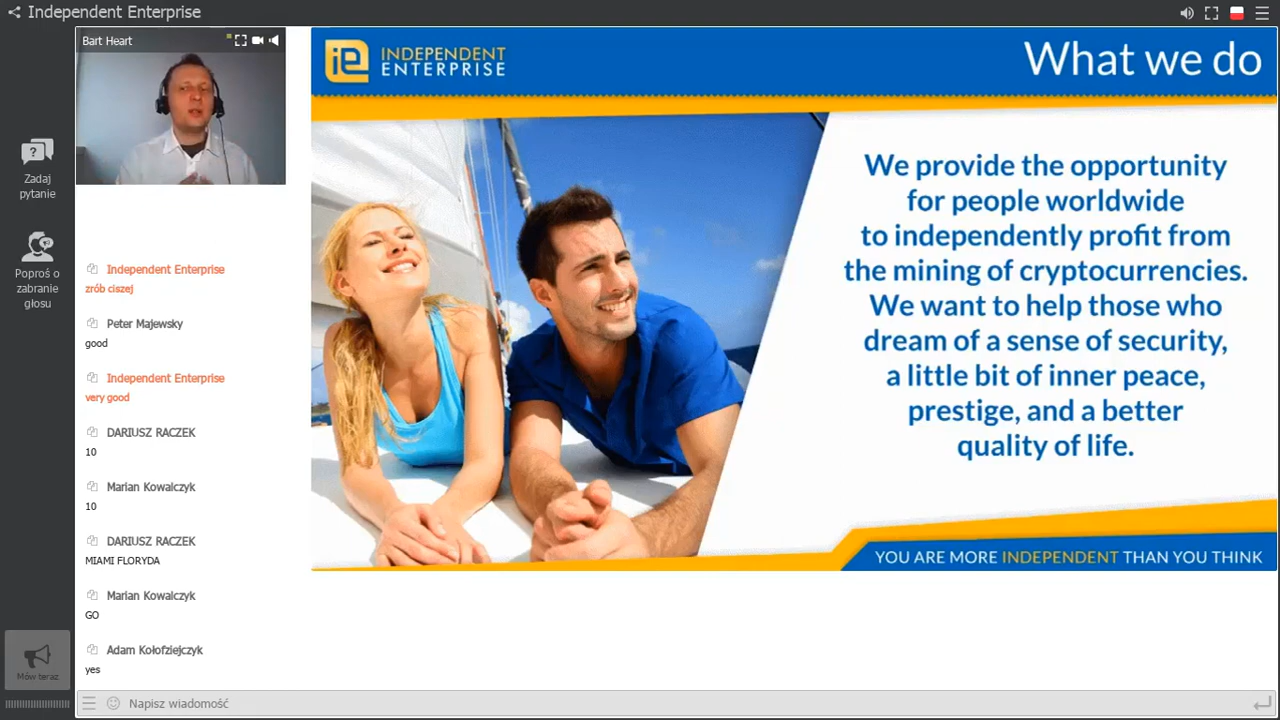 Independent Enterprise
Bart Heart
Zadaj
pytanie
Poproś o
zabranie
głosu
Independent Enterprise
zrób ciszej
Peter Majewsky
good
Independent Enterprise
very good
DARIUSZ RACZEK
10
Marian Kowalczyk
10
DARIUSZ RACZEK
MIAMI FLORYDA
Marian Kowalczyk
GO
Adam Kołofziejczyk
yes
Mów teraz
Napisz wiadomość
ie INDEPENDENT
ENTERPRISE
What we do
We provide the opportunity
for people worldwide
to independently profit from
the mining of cryptocurrencies.
We want to help those who
dream of a sense of security,
a little bit of inner peace,
prestige, and a better
quality of life.
YOU ARE MORE INDEPENDENT THAN YOU THINK